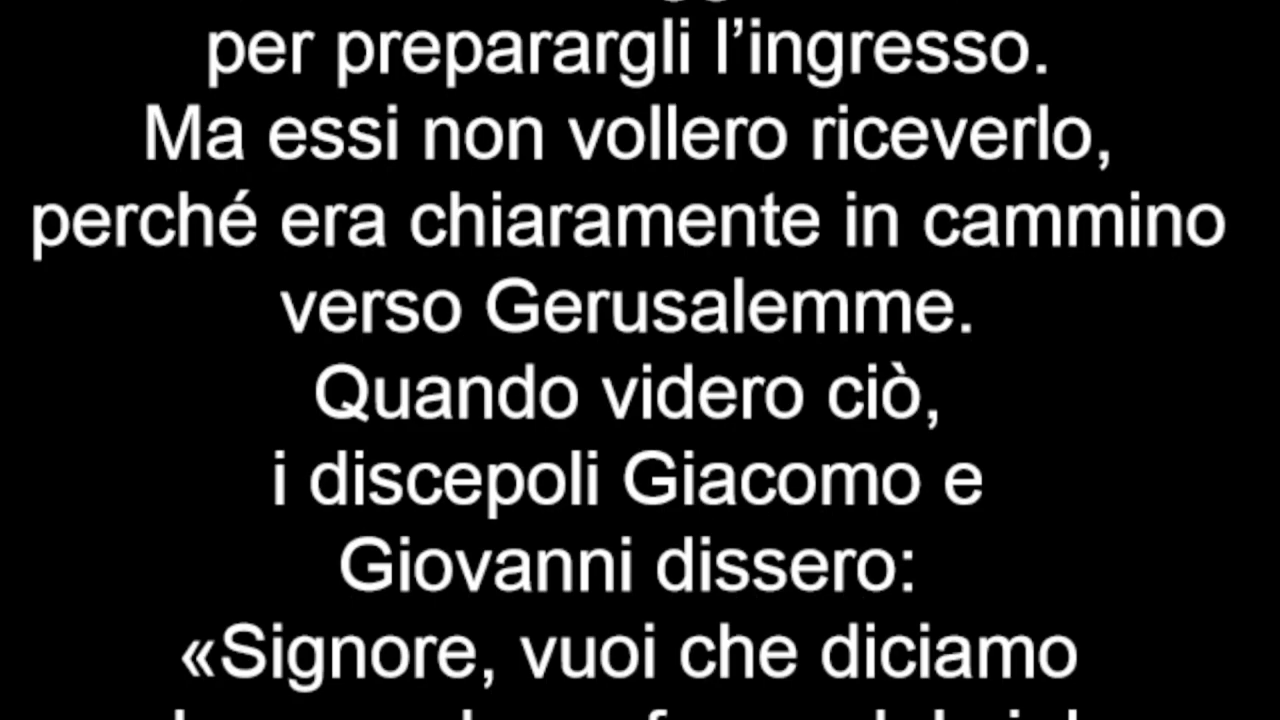 per preparargli l’ingresso.
Ma essi non vollero riceverlo,
perché era chiaramente in cammino
verso Gerusalemme.
Quando videro ciò,
i discepoli Giacomo e
Giovanni dissero:
«Signore, vuoi che diciamo